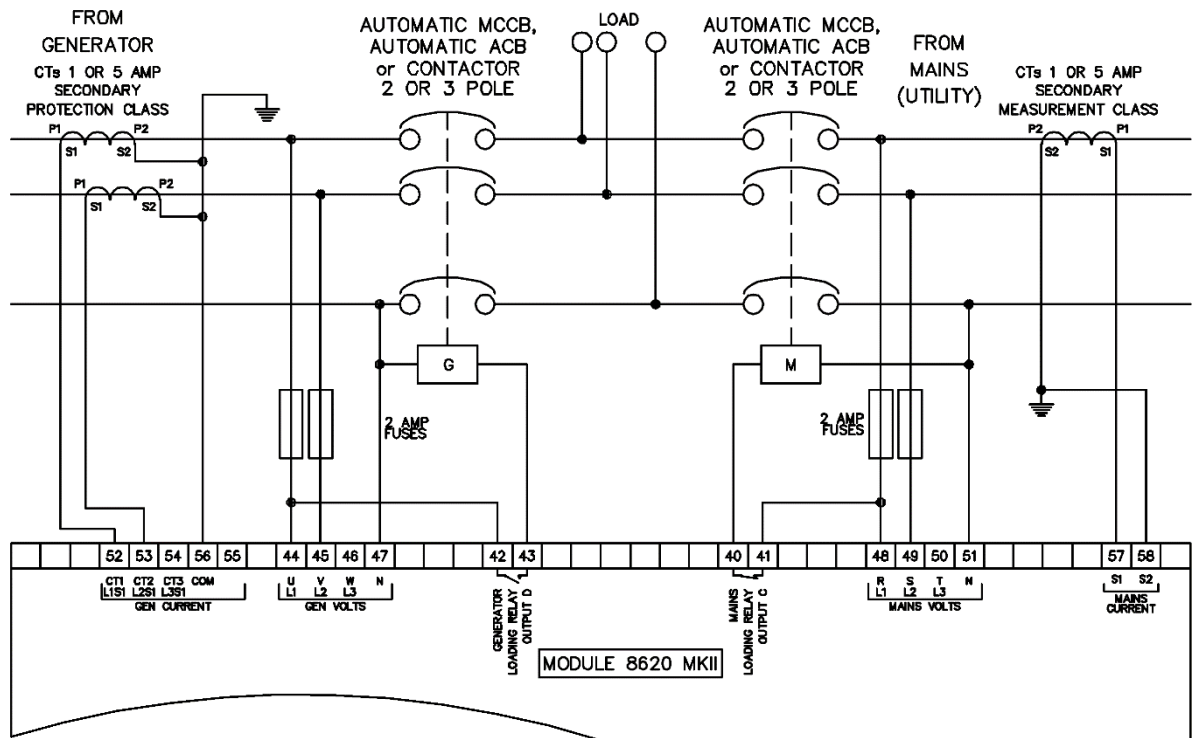 FROM
GENERATOR
CTs 1 OR 5 AMP
SECONDARY
PROTECTION CLASS
AUTOMATIC MCCB,
AUTOMATIC ACB
or CONTACTOR
2 OR 3 POLE
LOAD
AUTOMATIC MCCB,
AUTOMATIC ACB
or CONTACTOR
2 OR 3 POLE
FROM
MAINS
(UTILITY)
CTs 1 OR 5 AMP
SECONDARY
MEASUREMENT CLASS
P1 P2
S1 S2
P2 P1
S2 S1
P1 P2
S1 S2
G
M
2 AMP
FUSES
2 AMP
FUSES
52 53 54 56 55 44 45 46 47 42 43 40 41 48 49 50 51 57 58
CT1 CT2 CT3 COM
L1S1 L2S1 L3S1
GEN CURRENT
U V W N
L1 L2 L3
GEN VOLTS
GENERATOR
LOADING RELAY
OUTPUT D
MAINS
LOADING RELAY
OUTPUT C
R S T N
L1 L2 L3
MAINS VOLTS
S1 S2
MAINS
CURRENT
MODULE 8620 MKII